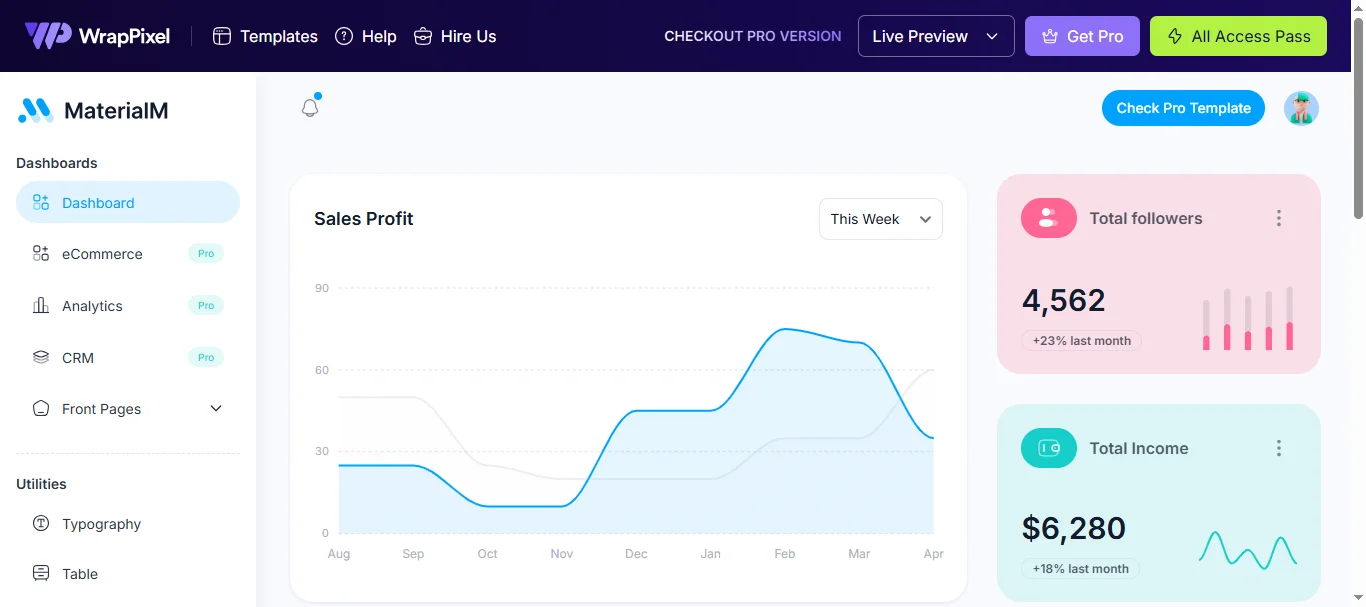 WrapPixel
Templates
Help
Hire Us
CHECKOUT PRO VERSION
Live Preview
Get Pro
All Access Pass
MaterialM
Check Pro Template
Dashboards
Dashboard
eCommerce Pro
Analytics Pro
CRM Pro
Front Pages
Utilities
Typography
Table
Sales Profit
This Week
90
60
30
0
Aug Sep Oct Nov Dec Jan Feb Mar Apr
Total followers
4,562
+23% last month
Total Income
$6,280
+18% last month